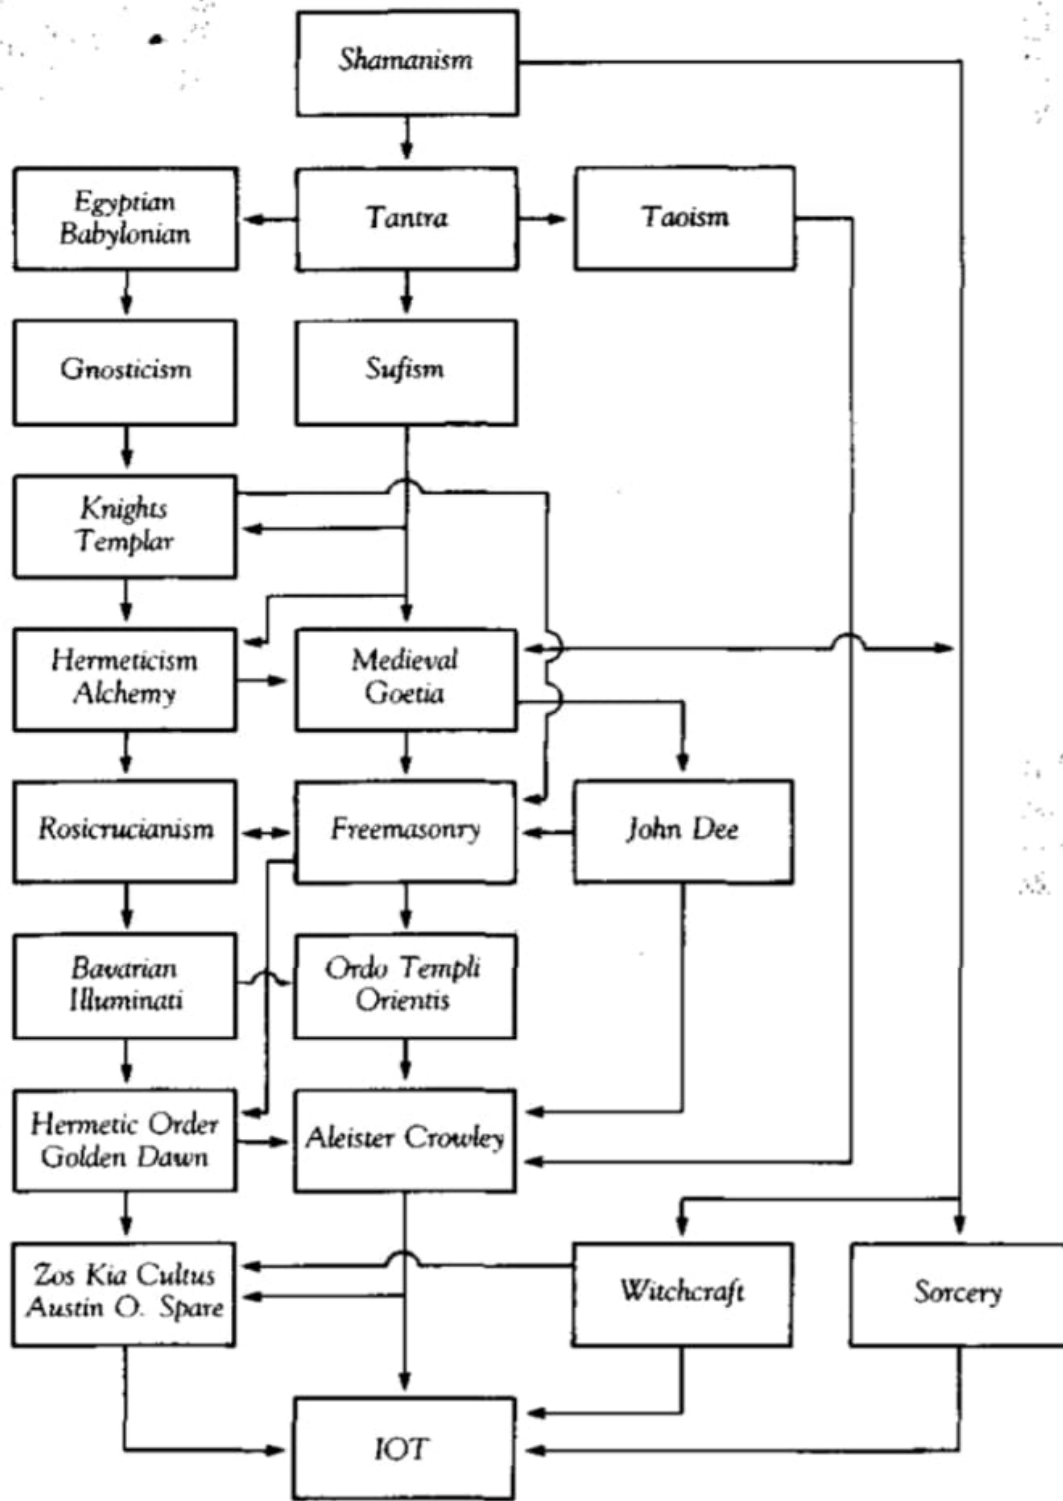 Shamanism
Egyptian
Babylonian
Tantra
Taoism
Gnosticism
Sufism
Knights
Templar
Hermeticism
Alchemy
Medieval
Goetia
Rosicrucianism
Freemasonry
John Dee
Bavarian
Illuminati
Ordo Templi
Orientis
Hermetic Order
Golden Dawn
Aleister Crowley
Zos Kia Cultus
Austin O. Spare
Witchcraft
Sorcery
IOT